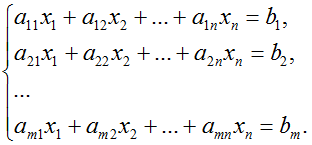 a₁₁x₁ + a₁₂x₂ + ... + a₁ₙxₙ = b₁,
a₂₁x₁ + a₂₂x₂ + ... + a₂ₙxₙ = b₂,
...
aₘ₁x₁ + aₘ₂x₂ + ... + aₘₙxₙ = bₘ.